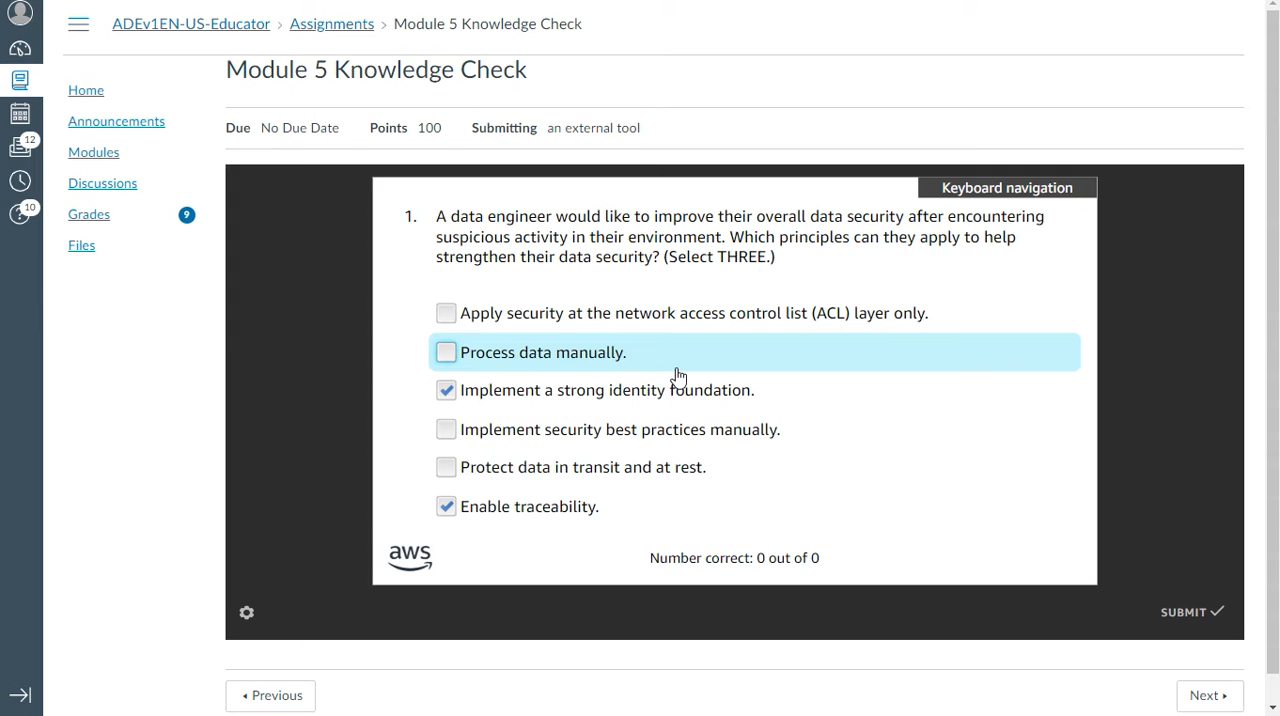 ADEv1EN-US-Educator › Assignments › Module 5 Knowledge Check
Module 5 Knowledge Check
Home
Announcements
Modules
Discussions
Grades 9
Files
12
10
Due No Due Date Points 100 Submitting an external tool
Keyboard navigation
1. A data engineer would like to improve their overall data security after encountering
suspicious activity in their environment. Which principles can they apply to help
strengthen their data security? (Select THREE.)
Apply security at the network access control list (ACL) layer only.
Process data manually.
Implement a strong identity foundation.
Implement security best practices manually.
Protect data in transit and at rest.
Enable traceability.
aws
Number correct: 0 out of 0
SUBMIT
Previous
Next